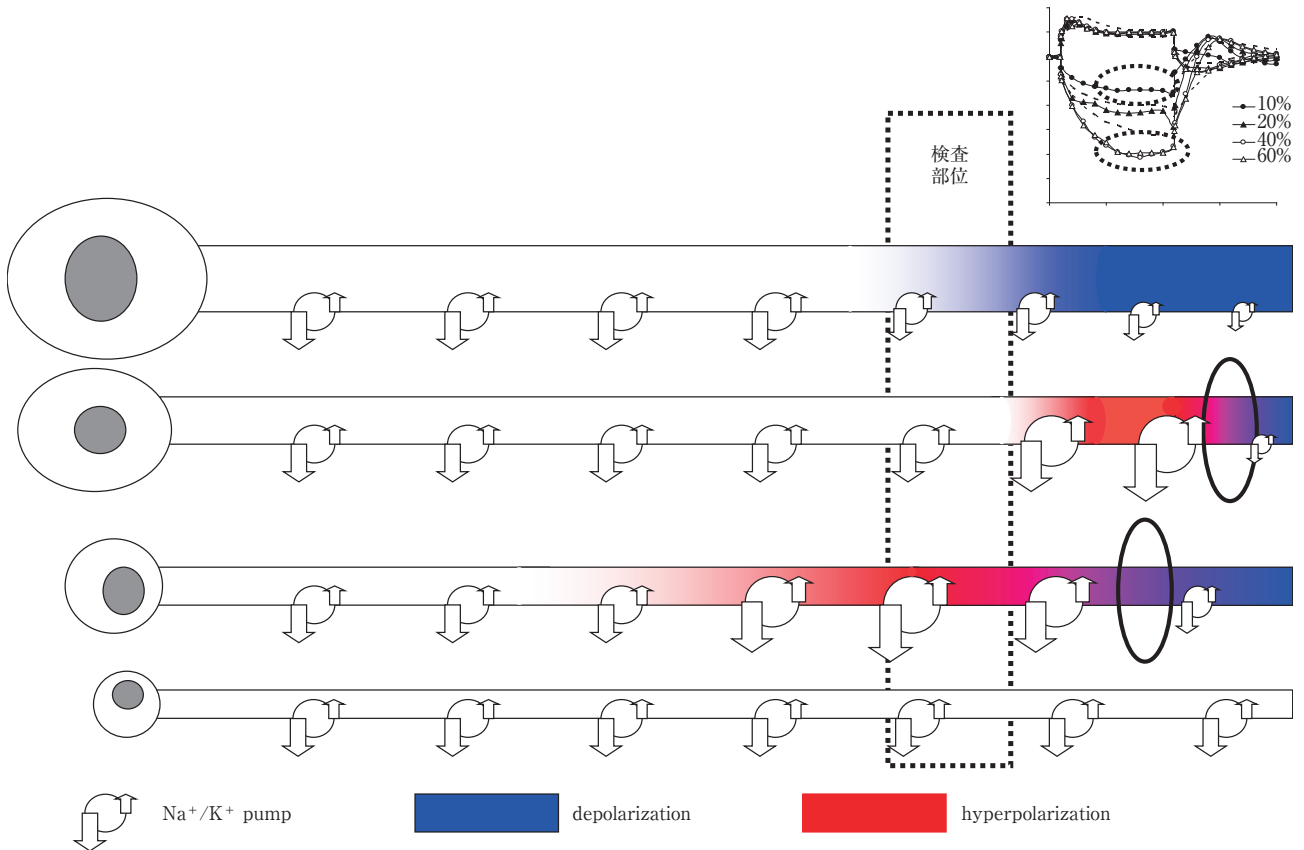 10%
20%
40%
60%
検査
部位
Na⁺/K⁺ pump
depolarization
hyperpolarization